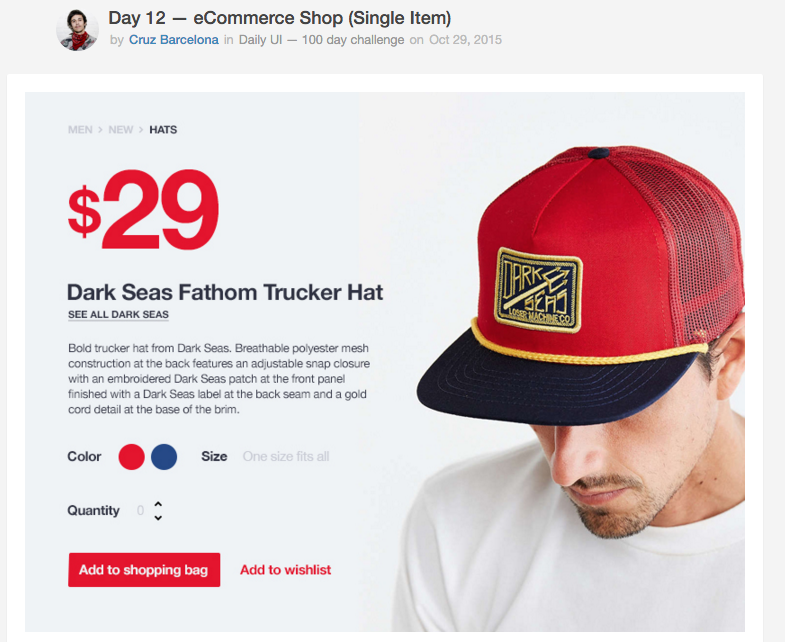 Day 12 — eCommerce Shop (Single Item)
by Cruz Barcelona in Daily UI — 100 day challenge on Oct 29, 2015
MEN > NEW > HATS
$29
Dark Seas Fathom Trucker Hat
SEE ALL DARK SEAS
Bold trucker hat from Dark Seas. Breathable polyester mesh
construction at the back features an adjustable snap closure
with an embroidered Dark Seas patch at the front panel
finished with a Dark Seas label at the back seam and a gold
cord detail at the base of the brim.
Color Size One size fits all
Quantity 0
Add to shopping bag Add to wishlist
DARK
SEAS
LOSER MACHINE CO